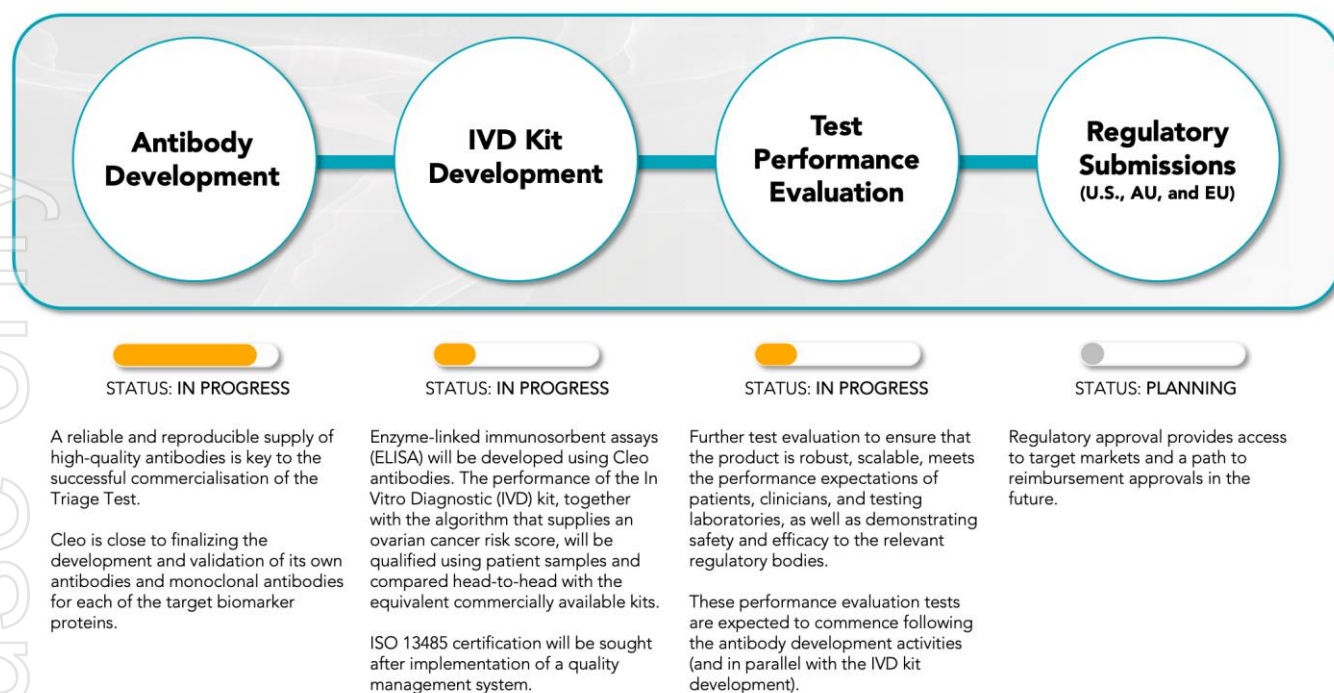 Antibody
Development
IVD Kit
Development
Test
Performance
Evaluation
Regulatory
Submissions
(U.S., AU, and EU)
STATUS: IN PROGRESS
STATUS: IN PROGRESS
STATUS: IN PROGRESS
STATUS: PLANNING
A reliable and reproducible supply of
high-quality antibodies is key to the
successful commercialisation of the
Triage Test.
Cleo is close to finalizing the
development and validation of its own
antibodies and monoclonal antibodies
for each of the target biomarker
proteins.
Enzyme-linked immunosorbent assays
(ELISA) will be developed using Cleo
antibodies. The performance of the In
Vitro Diagnostic (IVD) kit, together
with the algorithm that supplies an
ovarian cancer risk score, will be
qualified using patient samples and
compared head-to-head with the
equivalent commercially available kits.
ISO 13485 certification will be sought
after implementation of a quality
management system.
Further test evaluation to ensure that
the product is robust, scalable, meets
the performance expectations of
patients, clinicians, and testing
laboratories, as well as demonstrating
safety and efficacy to the relevant
regulatory bodies.
These performance evaluation tests
are expected to commence following
the antibody development activities
(and in parallel with the IVD kit
development).
Regulatory approval provides access
to target markets and a path to
reimbursement approvals in the
future.